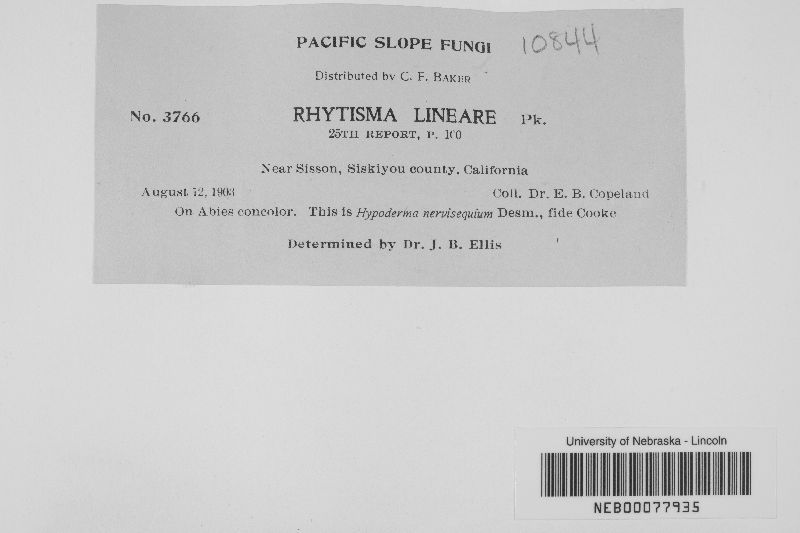 PACIFIC SLOPE FUNGI 10844
Distributed by C. F. BAKER
No. 3766 RHYTISMA LINEARE Pk.
25TH REPORT, P. 100
Near Sisson, Siskiyou county, California
August 12, 1903 Coll. Dr. E. B. Copeland
On Abies concolor. This is Hypoderma nervisequium Desm., fide Cooke
Determined by Dr. J. B. Ellis
University of Nebraska - Lincoln
NEB00077935